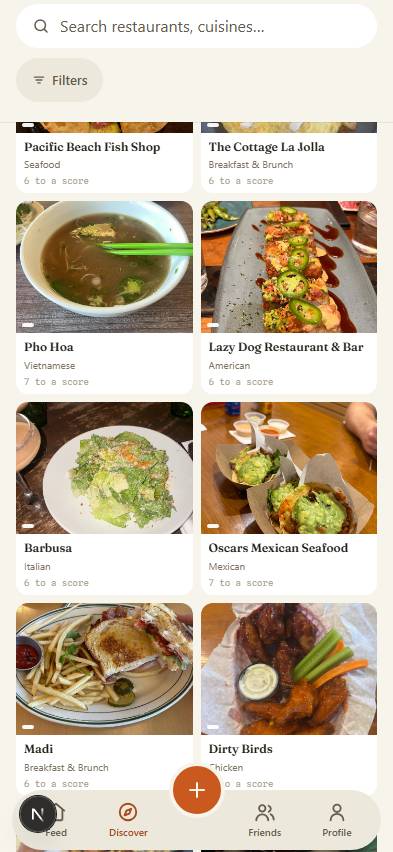 Search restaurants, cuisines...
Filters
Pacific Beach Fish Shop
Seafood
6 to a score
The Cottage La Jolla
Breakfast & Brunch
6 to a score
Pho Hoa
Vietnamese
7 to a score
Lazy Dog Restaurant & Bar
American
6 to a score
Barbusa
Italian
6 to a score
Oscars Mexican Seafood
Mexican
7 to a score
Madi
Breakfast & Brunch
6 to a score
Dirty Birds
Chicken
to a score
N
Feed
Discover
Friends
Profile